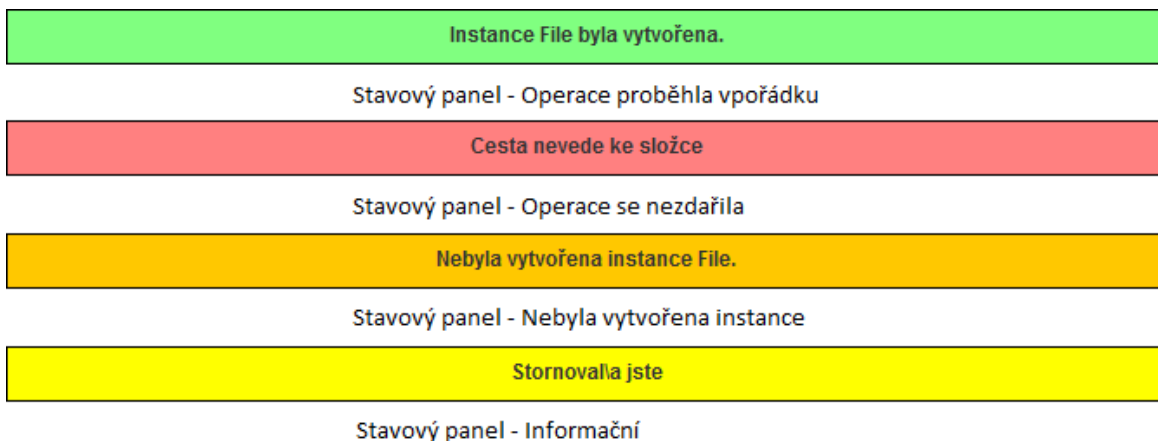 Instance File byla vytvořena.
Stavový panel - Operace proběhla vpořádku
Cesta nevede ke složce
Stavový panel - Operace se nezdařila
Nebyla vytvořena instance File.
Stavový panel - Nebyla vytvořena instance
Stornoval\a jste
Stavový panel - Informační